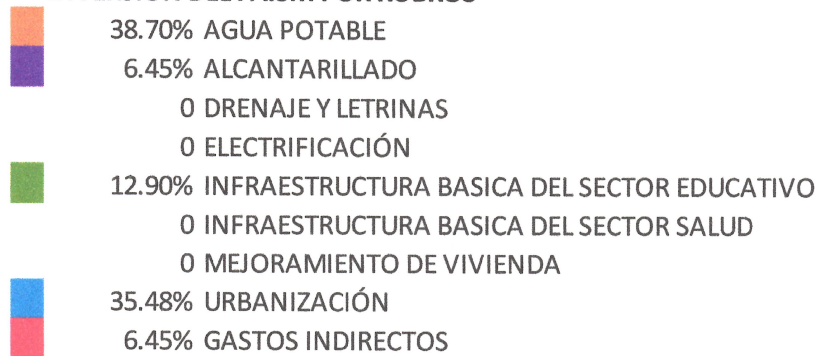 38.70% AGUA POTABLE
6.45% ALCANTARILLADO
0 DRENAJE Y LETRINAS
0 ELECTRIFICACIÓN
12.90% INFRAESTRUCTURA BASICA DEL SECTOR EDUCATIVO
0 INFRAESTRUCTURA BASICA DEL SECTOR SALUD
0 MEJORAMIENTO DE VIVIENDA
35.48% URBANIZACIÓN
6.45% GASTOS INDIRECTOS